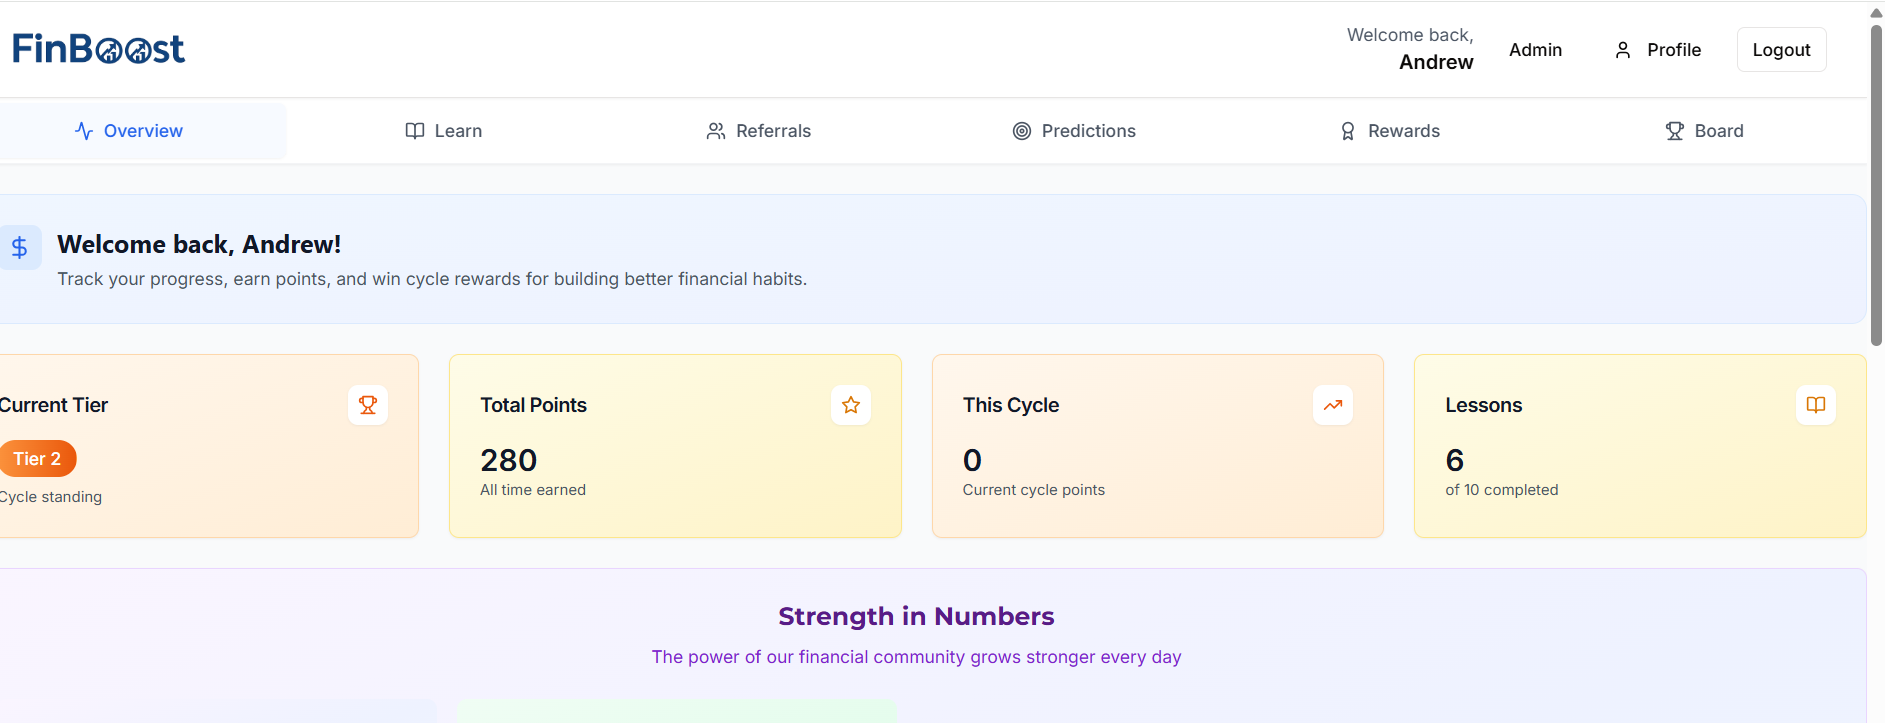 FinBoost
Welcome back,
Andrew
Admin
Profile
Logout
Overview
Learn
Referrals
Predictions
Rewards
Board
Welcome back, Andrew!
Track your progress, earn points, and win cycle rewards for building better financial habits.
Current Tier
Tier 2
Cycle standing
Total Points
280
All time earned
This Cycle
0
Current cycle points
Lessons
6
of 10 completed
Strength in Numbers
The power of our financial community grows stronger every day